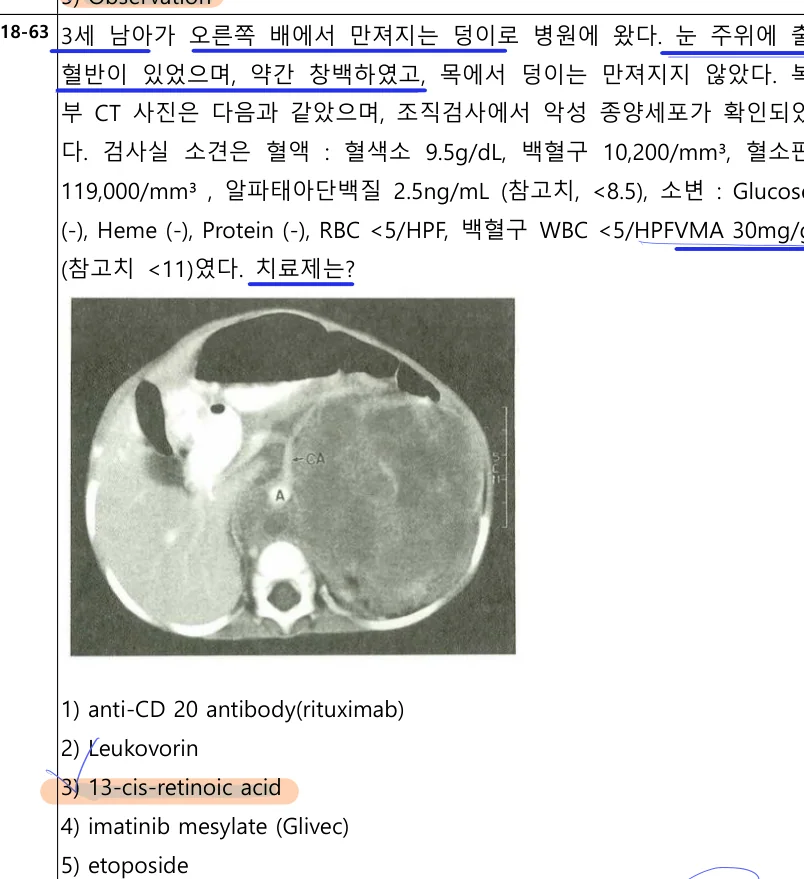 5) Observation
18-63
3세 남아가 오른쪽 배에서 만져지는 덩이로 병원에 왔다. 눈 주위에 출
혈반이 있었으며, 약간 창백하였고, 목에서 덩이는 만져지지 않았다. 복
부 CT 사진은 다음과 같았으며, 조직검사에서 악성 종양세포가 확인되었
다. 검사실 소견은 혈액 : 혈색소 9.5g/dL, 백혈구 10,200/mm³, 혈소판
119,000/mm³ , 알파태아단백질 2.5ng/mL (참고치, <8.5), 소변 : Glucose
(-), Heme (-), Protein (-), RBC <5/HPF, 백혈구 WBC <5/HPFVMA 30mg/g
(참고치 <11)였다. 치료제는?
CA
A
5
C
1) anti-CD 20 antibody(rituximab)
2) Leukovorin
3) 13-cis-retinoic acid
4) imatinib mesylate (Glivec)
5) etoposide